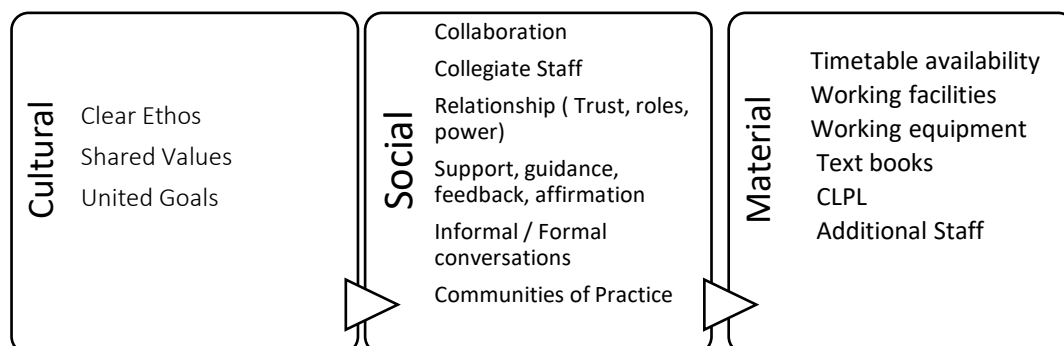 Cultural
Clear Ethos
Shared Values
United Goals
Social
Collaboration
Collegiate Staff
Relationship ( Trust, roles,
power)
Support, guidance,
feedback, affirmation
Informal / Formal
conversations
Communities of Practice
Material
Timetable availability
Working facilities
Working equipment
Text books
CLPL
Additional Staff